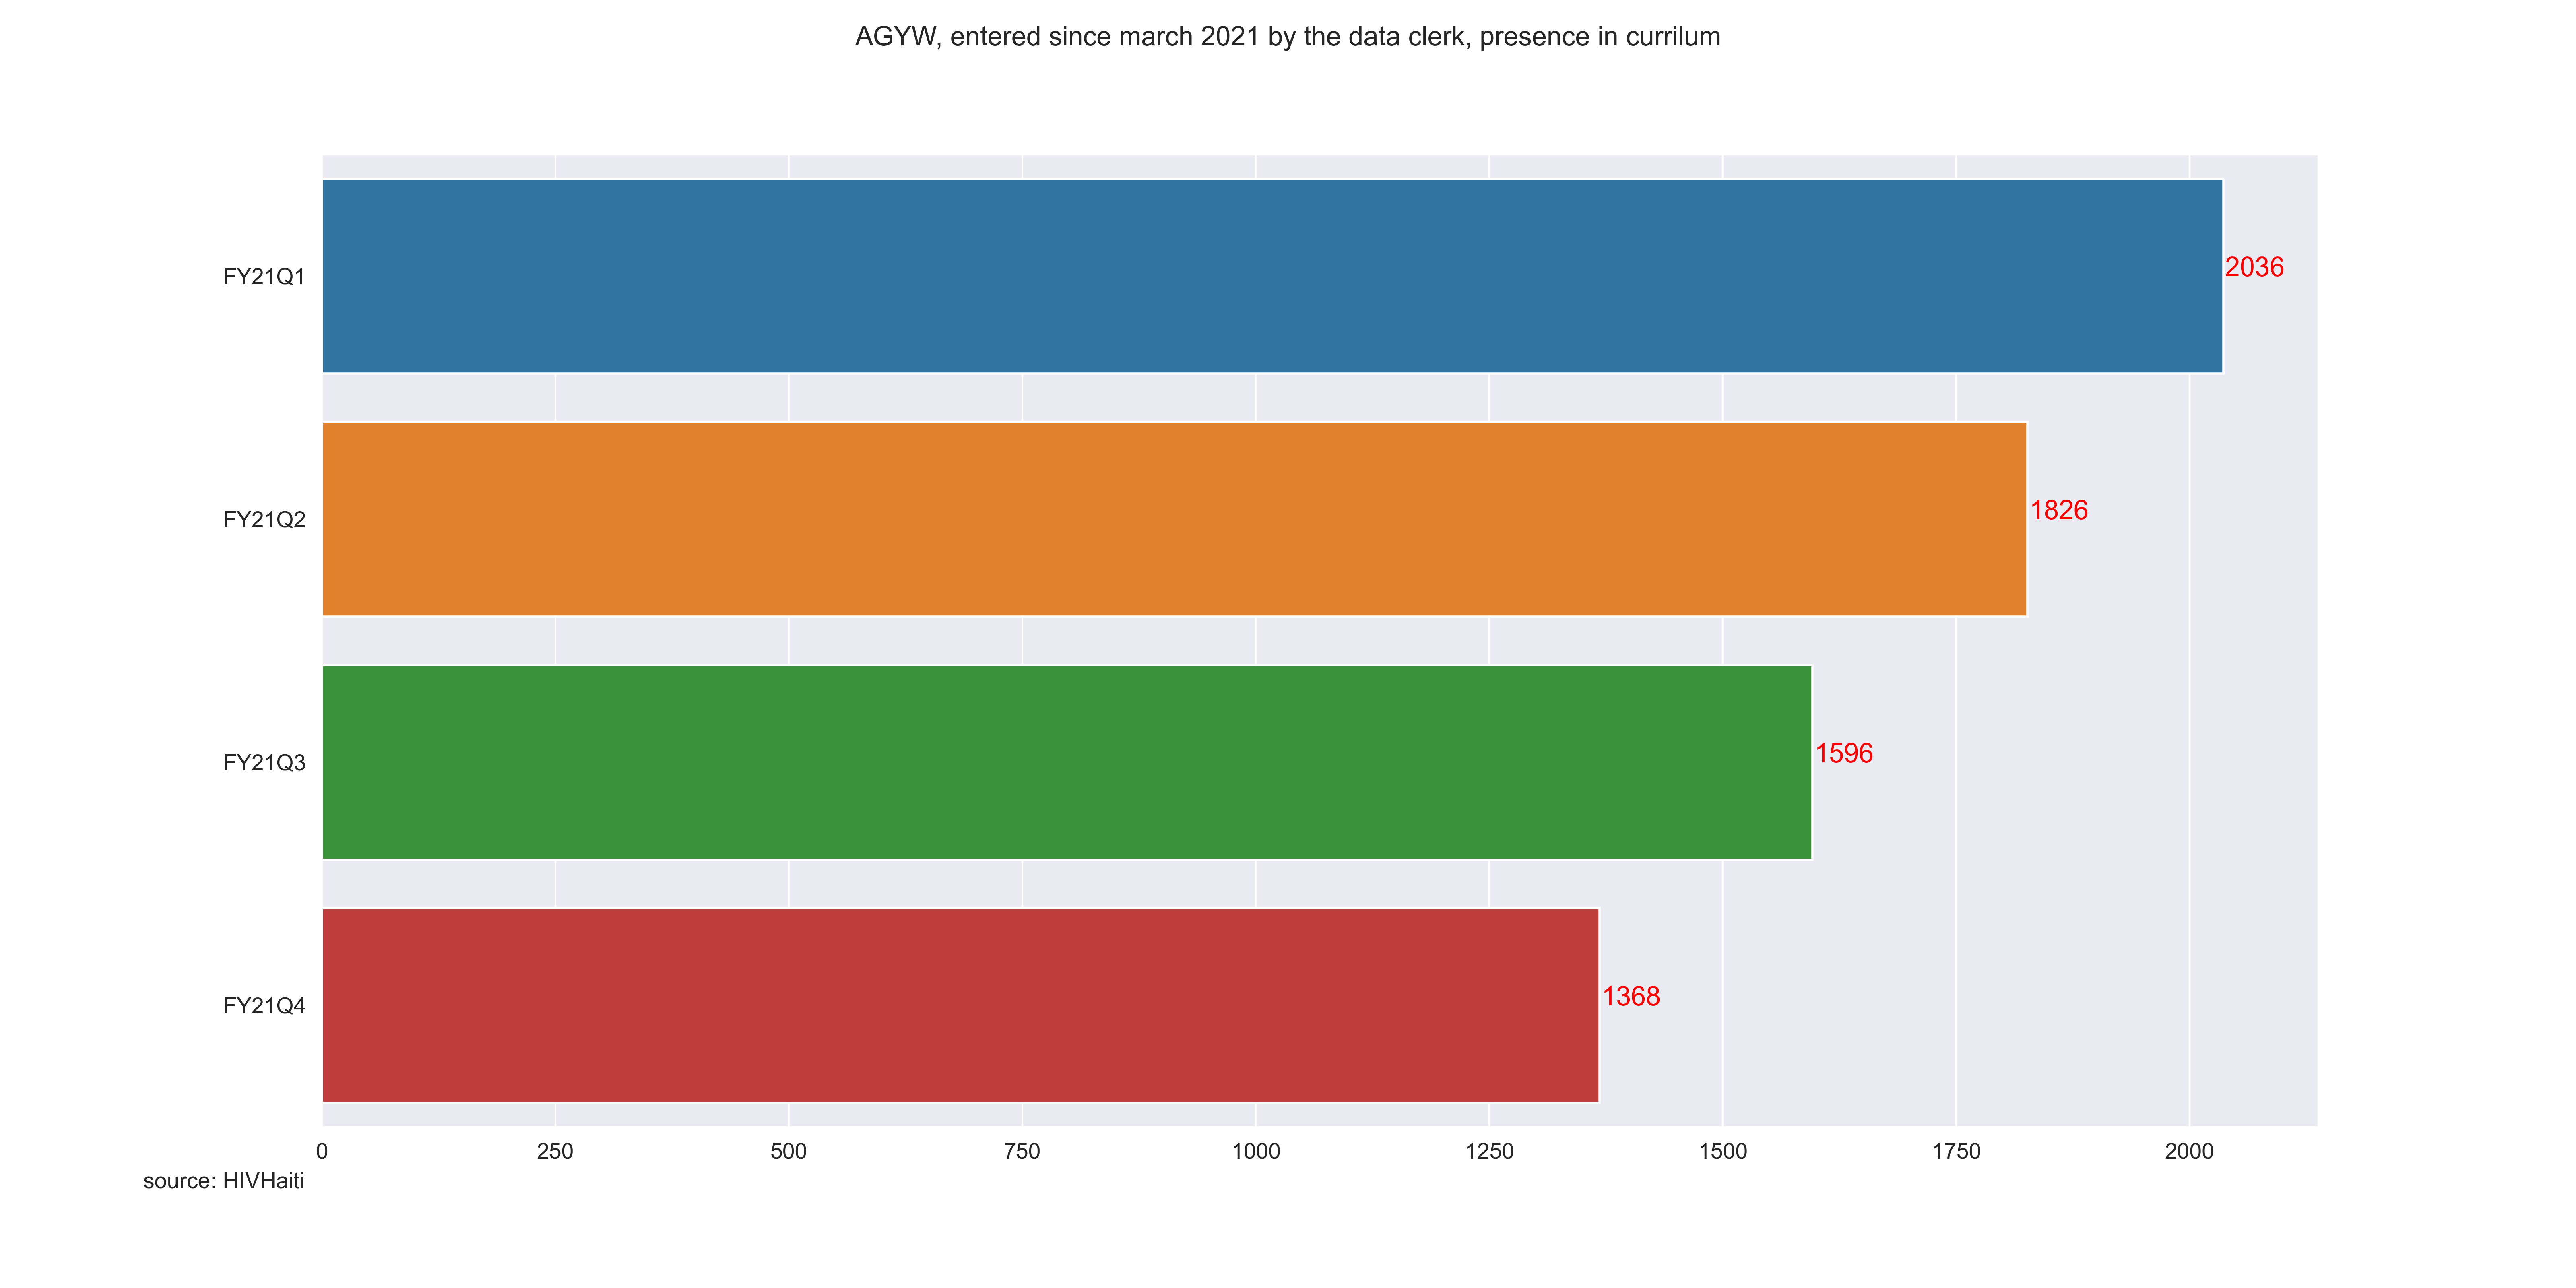 AGYW, entered since march 2021 by the data clerk, presence in currilum
FY21Q1
2036
FY21Q2
1826
FY21Q3
1596
FY21Q4
1368
0 250 500 750 1000 1250 1500 1750 2000
source: HIVHaiti